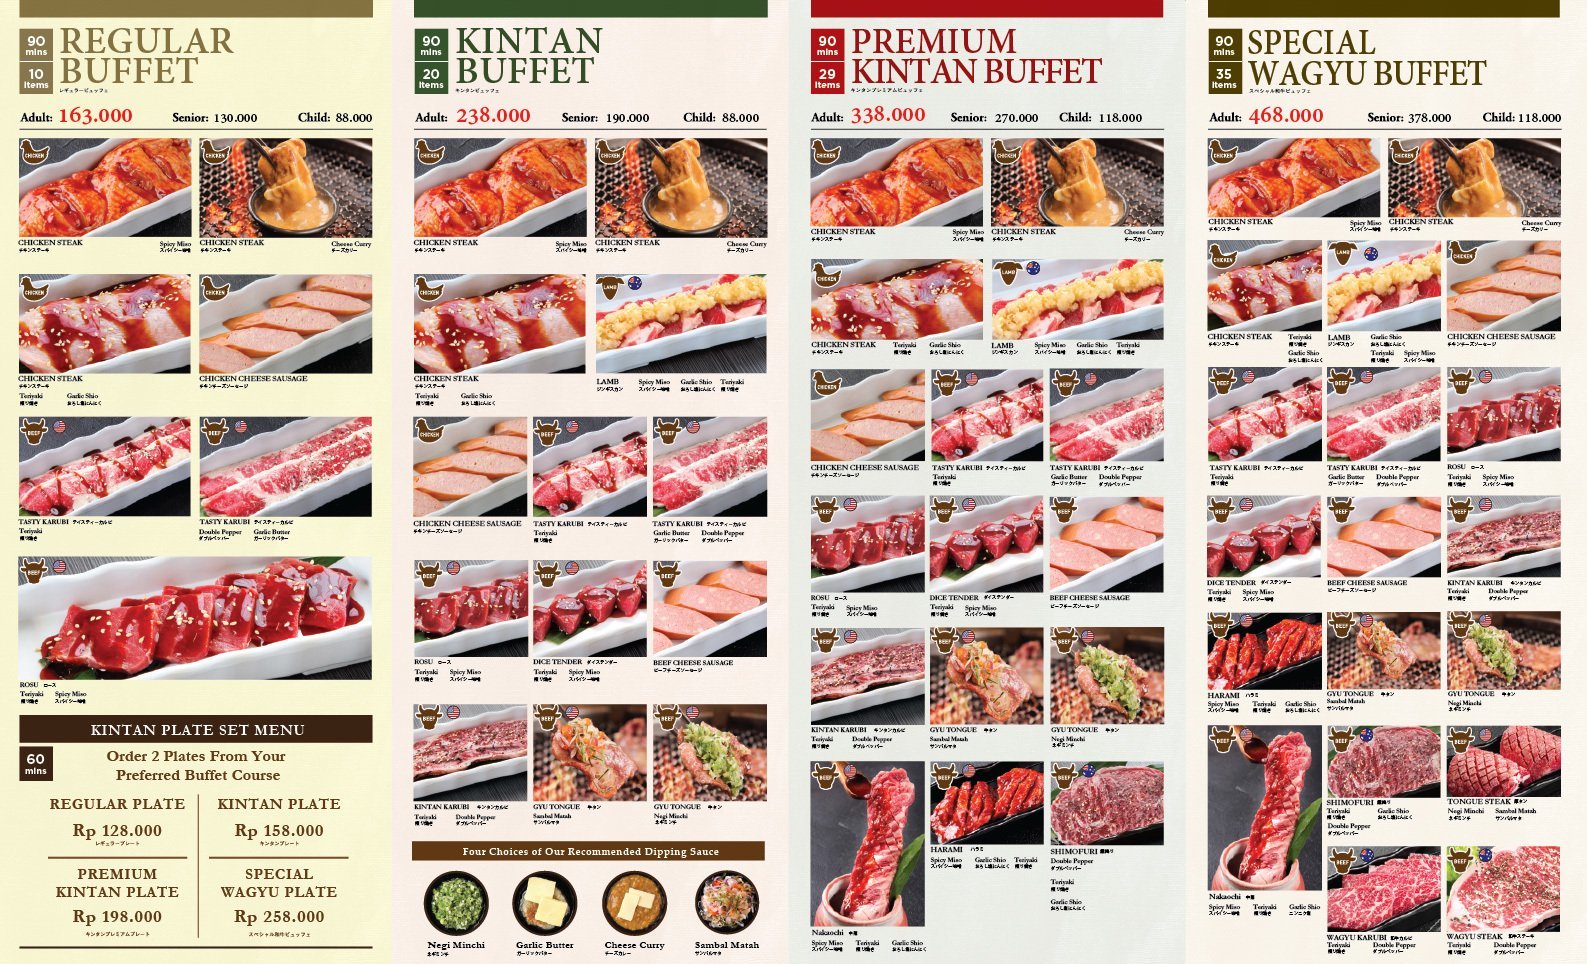 90
mins
10
Items
REGULAR
BUFFET
レギュラービュッフェ
Adult: 163.000 Senior: 130.000 Child: 88.000
CHICKEN
CHICKEN
CHICKEN STEAK Spicy Miso
チキンステーキ スパイシー味噌
CHICKEN STEAK Cheese Curry
チキンステーキ チーズカリー
CHICKEN
CHICKEN
CHICKEN STEAK
チキンステーキ
Teriyaki Garlic Shio
照り焼き おろし塩にんにく
CHICKEN CHEESE SAUSAGE
チキンチーズソーセージ
BEEF
BEEF
TASTY KARUBI テイスティーカルビ
Teriyaki
照り焼き
TASTY KARUBI テイスティーカルビ
Double Pepper Garlic Butter
ダブルペッパー ガーリックバター
BEEF
ROSU ロース
Teriyaki Spicy Miso
照り焼き スパイシー味噌
KINTAN PLATE SET MENU
60
mins
Order 2 Plates From Your
Preferred Buffet Course
REGULAR PLATE
Rp 128.000
レギュラープレート
KINTAN PLATE
Rp 158.000
キンタンプレート
PREMIUM
KINTAN PLATE
Rp 198.000
キンタンプレミアムプレート
SPECIAL
WAGYU PLATE
Rp 258.000
スペシャル和牛ビュッフェ
90
mins
20
Items
KINTAN
BUFFET
キンタンビュッフェ
Adult: 238.000 Senior: 190.000 Child: 88.000
CHICKEN
CHICKEN
CHICKEN STEAK Spicy Miso
チキンステーキ スパイシー味噌
CHICKEN STEAK Cheese Curry
チキンステーキ チーズカリー
CHICKEN
LAMB
CHICKEN STEAK
チキンステーキ
Teriyaki Garlic Shio
照り焼き おろし塩にんにく
LAMB Spicy Miso Garlic Shio Teriyaki
ジンギスカン スパイシー味噌 おろし塩にんにく 照り焼き
CHICKEN
BEEF
BEEF
CHICKEN CHEESE SAUSAGE
チキンチーズソーセージ
TASTY KARUBI テイスティーカルビ
Teriyaki
照り焼き
TASTY KARUBI テイスティーカルビ
Garlic Butter Double Pepper
ガーリックバター ダブルペッパー
BEEF
BEEF
BEEF
ROSU ロース
Teriyaki Spicy Miso
照り焼き スパイシー味噌
DICE TENDER ダイステンダー
Teriyaki Spicy Miso
照り焼き スパイシー味噌
BEEF CHEESE SAUSAGE
ビーフチーズソーセージ
BEEF
BEEF
BEEF
KINTAN KARUBI キンタンカルビ
Teriyaki Double Pepper
照り焼き ダブルペッパー
GYU TONGUE 牛タン
Sambal Matah
サンバルマタ
GYU TONGUE 牛タン
Negi Minchi
ネギミンチ
Four Choices of Our Recommended Dipping Sauce
Negi Minchi
ネギミンチ
Garlic Butter
ガーリックバター
Cheese Curry
チーズカレー
Sambal Matah
サンバルマタ
90
mins
29
Items
PREMIUM
KINTAN BUFFET
キンタンプレミアムビュッフェ
Adult: 338.000 Senior: 270.000 Child: 118.000
CHICKEN
CHICKEN
CHICKEN STEAK Spicy Miso
チキンステーキ スパイシー味噌
CHICKEN STEAK Cheese Curry
チキンステーキ チーズカリー
CHICKEN
LAMB
CHICKEN STEAK Teriyaki Garlic Shio
チキンステーキ 照り焼き おろし塩にんにく
LAMB Spicy Miso Garlic Shio Teriyaki
ジンギスカン スパイシー味噌 おろし塩にんにく 照り焼き
CHICKEN
BEEF
BEEF
CHICKEN CHEESE SAUSAGE
チキンチーズソーセージ
TASTY KARUBI テイスティーカルビ
Teriyaki
照り焼き
TASTY KARUBI テイスティーカルビ
Garlic Butter Double Pepper
ガーリックバター ダブルペッパー
BEEF
BEEF
BEEF
ROSU ロース
Teriyaki Spicy Miso
照り焼き スパイシー味噌
DICE TENDER ダイステンダー
Teriyaki Spicy Miso
照り焼き スパイシー味噌
BEEF CHEESE SAUSAGE
ビーフチーズソーセージ
BEEF
BEEF
BEEF
KINTAN KARUBI キンタンカルビ
Teriyaki Double Pepper
照り焼き ダブルペッパー
GYU TONGUE 牛タン
Sambal Matah
サンバルマタ
GYU TONGUE 牛タン
Negi Minchi
ネギミンチ
BEEF
BEEF
BEEF
HARAMI ハラミ
Spicy Miso Garlic Shio Teriyaki
スパイシー味噌 おろし塩にんにく 照り焼き
SHIMOFURI 霜降り
Double Pepper
ダブルペッパー
Teriyaki
照り焼き
Garlic Shio
おろし塩にんにく
Nakaochi 中落
Spicy Miso Teriyaki Garlic Shio
スパイシー味噌 照り焼き おろし塩にんにく
90
mins
35
Items
SPECIAL
WAGYU BUFFET
スペシャル和牛ビュッフェ
Adult: 468.000 Senior: 378.000 Child: 118.000
CHICKEN
CHICKEN
CHICKEN STEAK Spicy Miso
チキンステーキ スパイシー味噌
CHICKEN STEAK Cheese Curry
チキンステーキ チーズカリー
CHICKEN
LAMB
CHICKEN
CHICKEN STEAK Teriyaki
チキンステーキ 照り焼き
Garlic Shio
おろし塩にんにく
LAMB Garlic Shio
ジンギスカン おろし塩にんにく
Teriyaki Spicy Miso
照り焼き スパイシー味噌
CHICKEN CHEESE SAUSAGE
チキンチーズソーセージ
BEEF
BEEF
BEEF
TASTY KARUBI テイスティーカルビ
Teriyaki
照り焼き
TASTY KARUBI テイスティーカルビ
Garlic Butter Double Pepper
ガーリックバター ダブルペッパー
ROSU ロース
Teriyaki Spicy Miso
照り焼き スパイシー味噌
BEEF
BEEF
BEEF
DICE TENDER ダイステンダー
Teriyaki Spicy Miso
照り焼き スパイシー味噌
BEEF CHEESE SAUSAGE
ビーフチーズソーセージ
KINTAN KARUBI キンタンカルビ
Teriyaki Double Pepper
照り焼き ダブルペッパー
BEEF
BEEF
BEEF
HARAMI ハラミ
Spicy Miso Teriyaki Garlic Shio
スパイシー味噌 照り焼き おろし塩にんにく
GYU TONGUE 牛タン
Sambal Matah
サンバルマタ
GYU TONGUE 牛タン
Negi Minchi
ネギミンチ
BEEF
BEEF
BEEF
SHIMOFURI 霜降り
Teriyaki Garlic Shio
照り焼き おろし塩にんにく
Double Pepper
ダブルペッパー
TONGUE STEAK 厚タン
Negi Minchi Sambal Matah
ネギミンチ サンバルマタ
BEEF
BEEF
Nakaochi 中落
Spicy Miso Teriyaki Garlic Shio
スパイシー味噌 照り焼き ニンニク塩
WAGYU KARUBI 和牛カルビ
Teriyaki Double Pepper
照り焼き ダブルペッパー
WAGYU STEAK 和牛ステーキ
Teriyaki Double Pepper
照り焼き ダブルペッパー